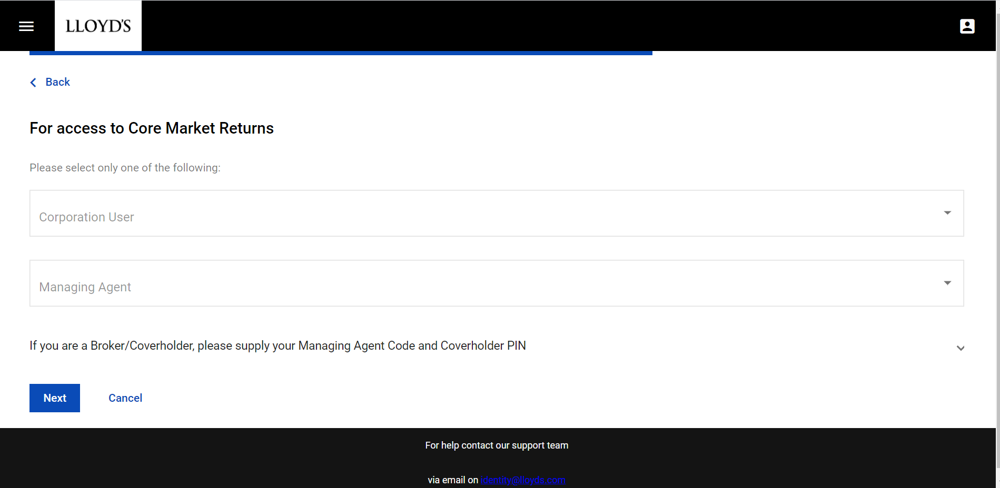 LLOYD'S
Back
For access to Core Market Returns
Please select only one of the following:
Corporation User
Managing Agent
If you are a Broker/Coverholder, please supply your Managing Agent Code and Coverholder PIN
Next Cancel
For help contact our support team
via email on identity@lloyds.com